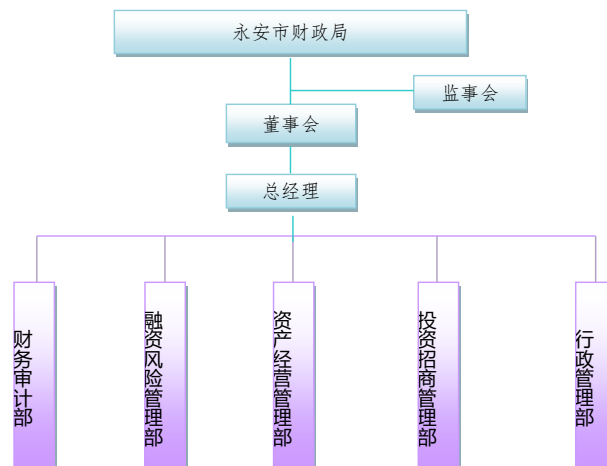 永安市财政局
监事会
董事会
总经理
财务审计部
融资风险管理部
资产经营管理部
投资招商管理部
行政管理部